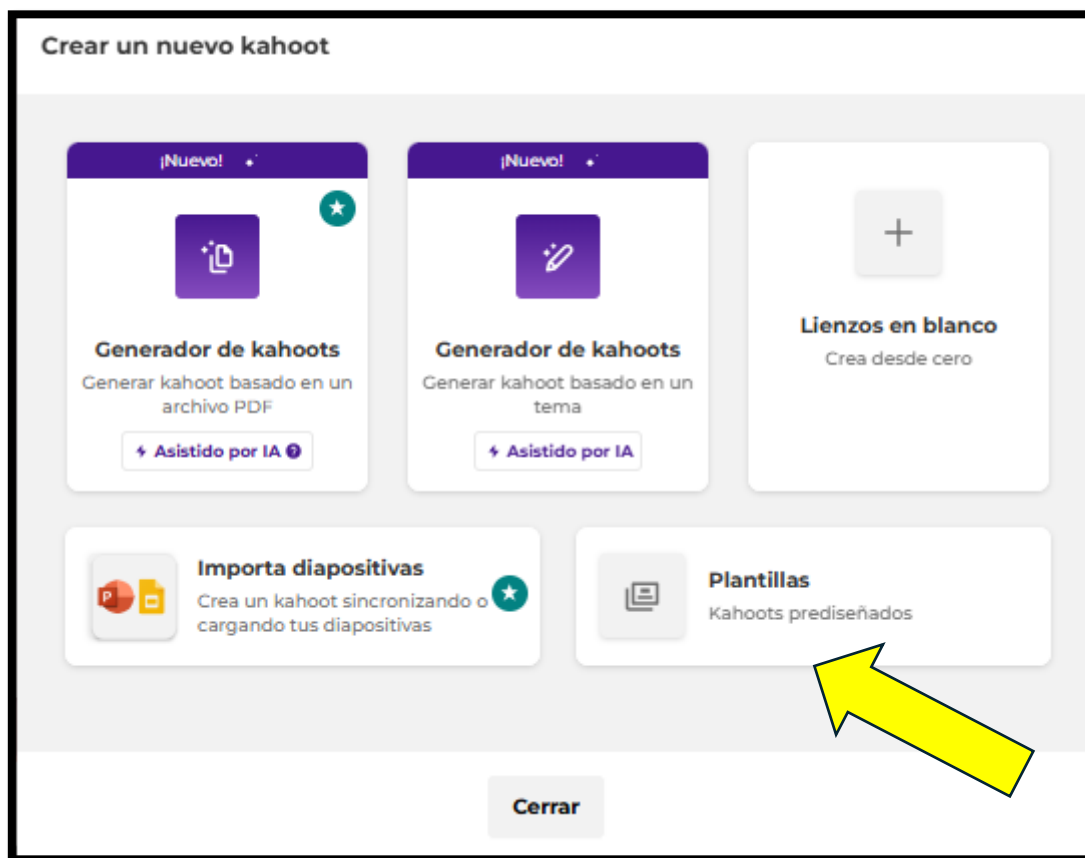 Crear un nuevo kahoot
¡Nuevo!
Generador de kahoots
Generar kahoot basado en un
archivo PDF
Asistido por IA ?
¡Nuevo!
Generador de kahoots
Generar kahoot basado en un
tema
Asistido por IA
Lienzos en blanco
Crea desde cero
P
Importa diapositivas
Crea un kahoot sincronizando o
cargando tus diapositivas
Plantillas
Kahoots prediseñados
Cerrar